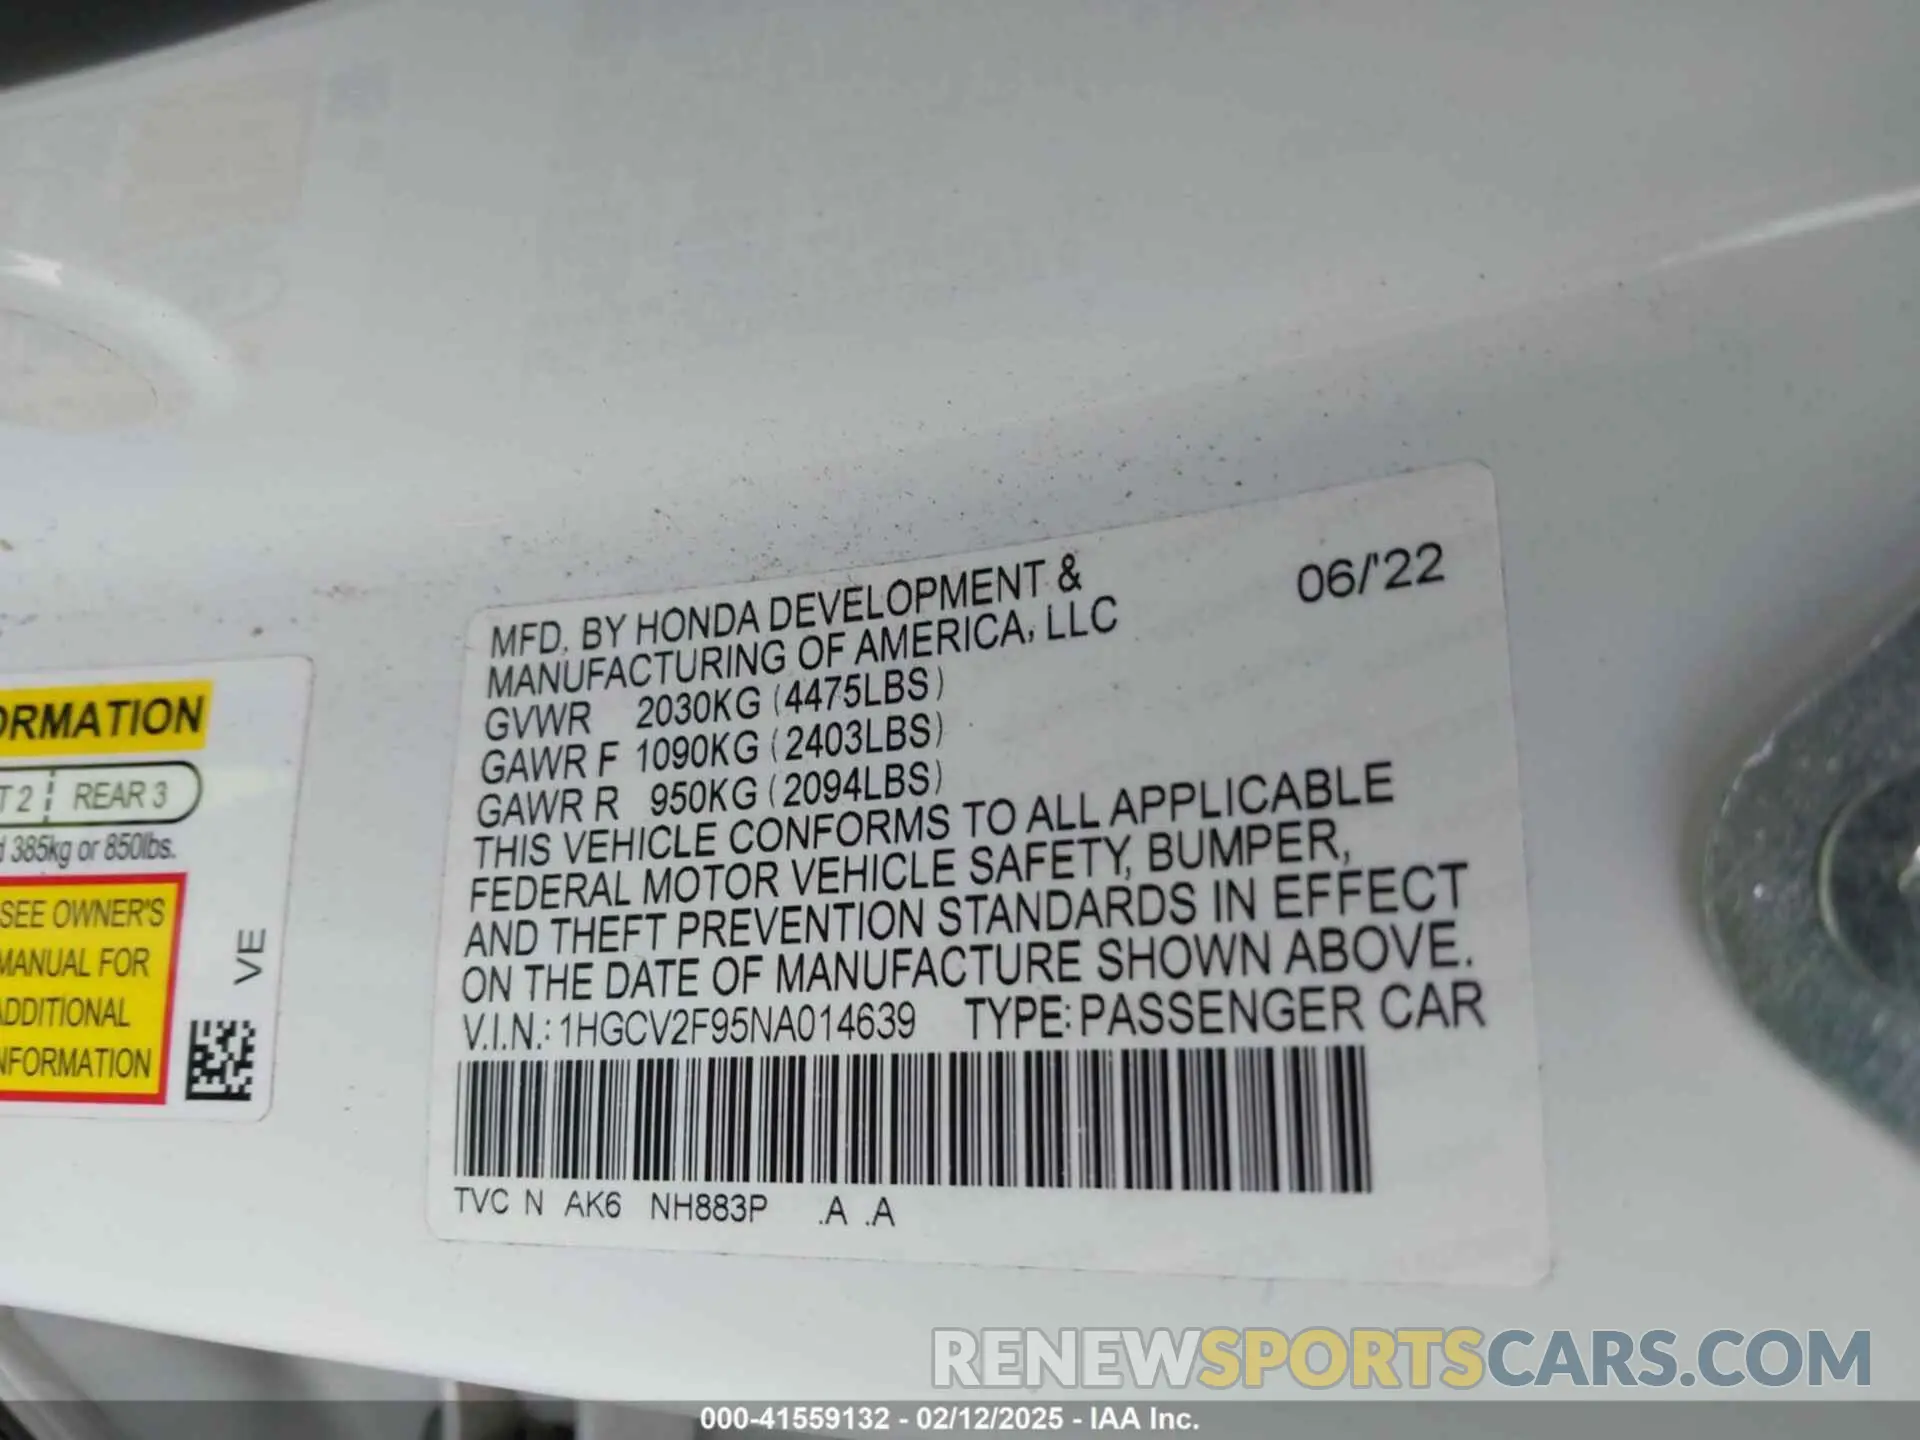 MFD. BY HONDA DEVELOPMENT & 06/'22
MANUFACTURING OF AMERICA, LLC
GVWR 2030KG (4475LBS)
GAWR F 1090KG (2403LBS)
GAWR R 950KG (2094LBS)
THIS VEHICLE CONFORMS TO ALL APPLICABLE
FEDERAL MOTOR VEHICLE SAFETY, BUMPER,
AND THEFT PREVENTION STANDARDS IN EFFECT
ON THE DATE OF MANUFACTURE SHOWN ABOVE.
V.I.N.: 1HGCV2F95NA014639 TYPE: PASSENGER CAR
TVC N AK6 NH883P .A .A
ORMATION
T 2 REAR 3
d 385kg or 850lbs.
SEE OWNER'S
MANUAL FOR
ADDITIONAL
NFORMATION
VE
RENEWSPORTSCARS.COM
000-41559132 - 02/12/2025 - IAA Inc.